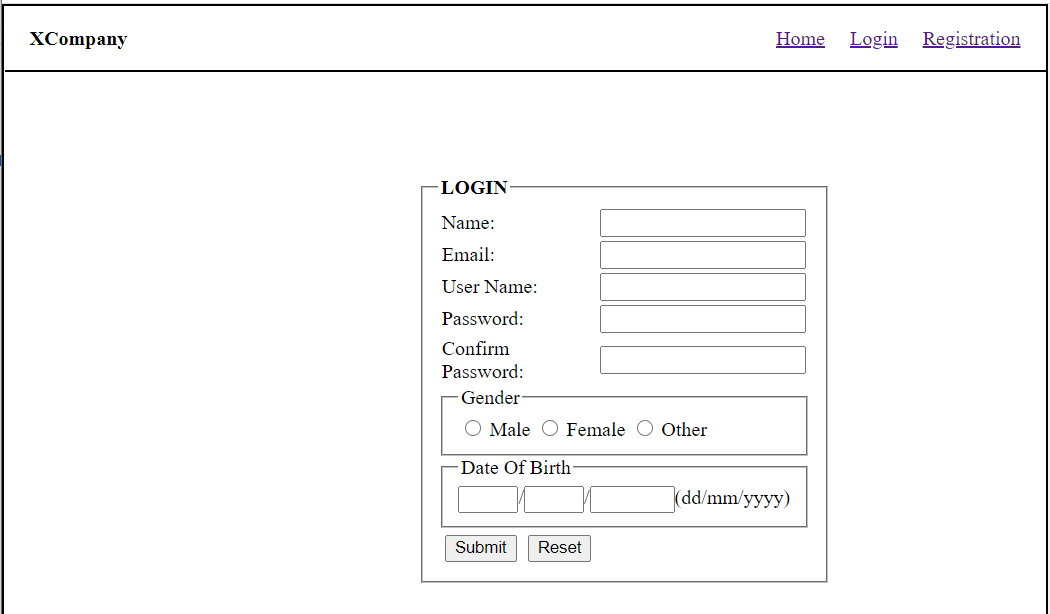 XCompany Home Login Registration
LOGIN
Name:
Email:
User Name:
Password:
Confirm
Password:
Gender
Male Female Other
Date Of Birth
/ / (dd/mm/yyyy)
Submit Reset